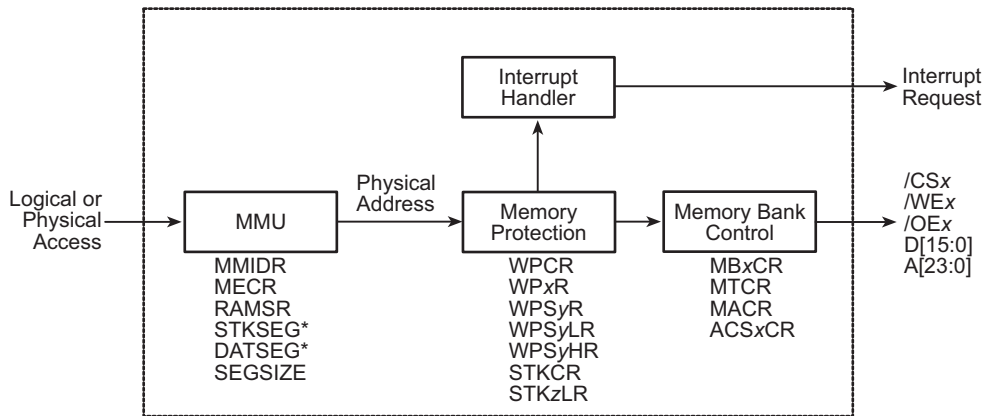 Interrupt
Handler
Interrupt
Request
Logical or
Physical
Access
MMU
Physical
Address
Memory
Protection
Memory Bank
Control
/CSx
/WEx
/OEx
D[15:0]
A[23:0]
MMIDR
MECR
RAMSR
STKSEG*
DATSEG*
SEGSIZE
WPCR
WPxR
WPSyR
WPSyLR
WPSyHR
STKCR
STKzLR
MBxCR
MTCR
MACR
ACSxCR